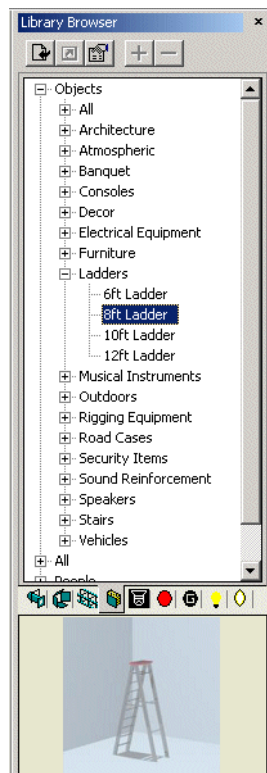 Library Browser
Objects
All
Architecture
Atmospheric
Banquet
Consoles
Decor
Electrical Equipment
Furniture
Ladders
6ft Ladder
8ft Ladder
10ft Ladder
12ft Ladder
Musical Instruments
Outdoors
Rigging Equipment
Road Cases
Security Items
Sound Reinforcement
Speakers
Stairs
Vehicles
All
People
G